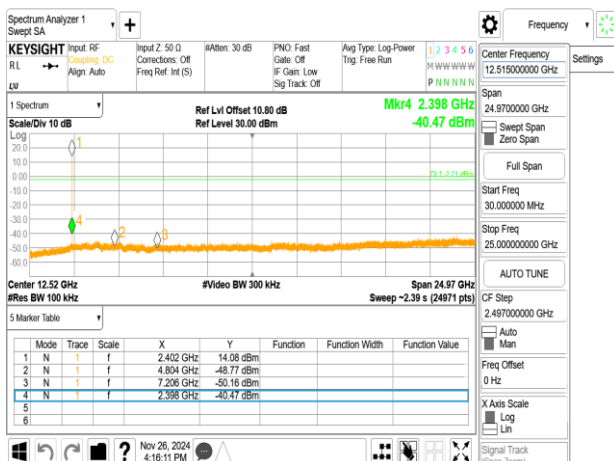 Spectrum Analyzer 1
Swept SA
Frequency
KEYSIGHT
RL
Input: RF
Coupling: DC
Align: Auto
Input Z: 50 Ω
Corrections: Off
Freq Ref: Int (S)
#Atten: 30 dB
PNO: Fast
Gate: Off
IF Gain: Low
Sig Track: Off
Avg Type: Log-Power
Trig: Free Run
1 2 3 4 5 6
M W W W W W
P N N N N N
1 Spectrum
Scale/Div 10 dB
Log
Ref Lvl Offset 10.80 dB
Ref Level 30.00 dBm
Mkr4 2.398 GHz
-40.47 dBm
20.0
10.0
0.00
-10.0
-20.0
-30.0
-40.0
-50.0
-60.0
1
2
3
4
Center 12.52 GHz
#Res BW 100 kHz
#Video BW 300 kHz
Span 24.97 GHz
Sweep ~2.39 s (24971 pts)
5 Marker Table
Mode Trace Scale X Y Function Function Width Function Value
1 N 1 f 2.402 GHz 14.08 dBm
2 N 1 f 4.804 GHz -48.77 dBm
3 N 1 f 7.206 GHz -50.16 dBm
4 N 1 f 2.398 GHz -40.47 dBm
5
6
?
Nov 26, 2024
4:16:11 PM
Center Frequency
12.515000000 GHz
Span
24.9700000 GHz
Swept Span
Zero Span
Full Span
Start Freq
30.000000 MHz
Stop Freq
25.000000000 GHz
AUTO TUNE
CF Step
2.497000000 GHz
Auto
Man
Freq Offset
0 Hz
X Axis Scale
Log
Lin
Signal Track
Settings